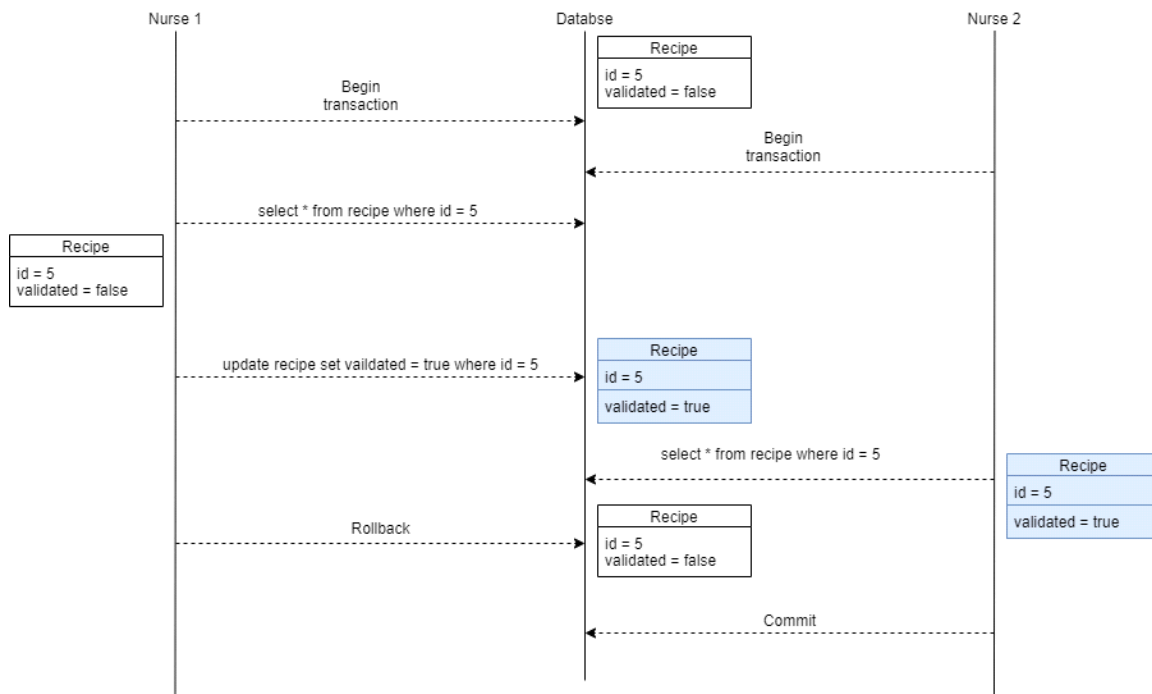 Nurse 1
Databse
Nurse 2
Recipe
id = 5
validated = false
Begin
transaction
Begin
transaction
select * from recipe where id = 5
Recipe
id = 5
validated = false
update recipe set vaildated = true where id = 5
Recipe
id = 5
validated = true
select * from recipe where id = 5
Recipe
id = 5
validated = true
Rollback
Recipe
id = 5
validated = false
Commit